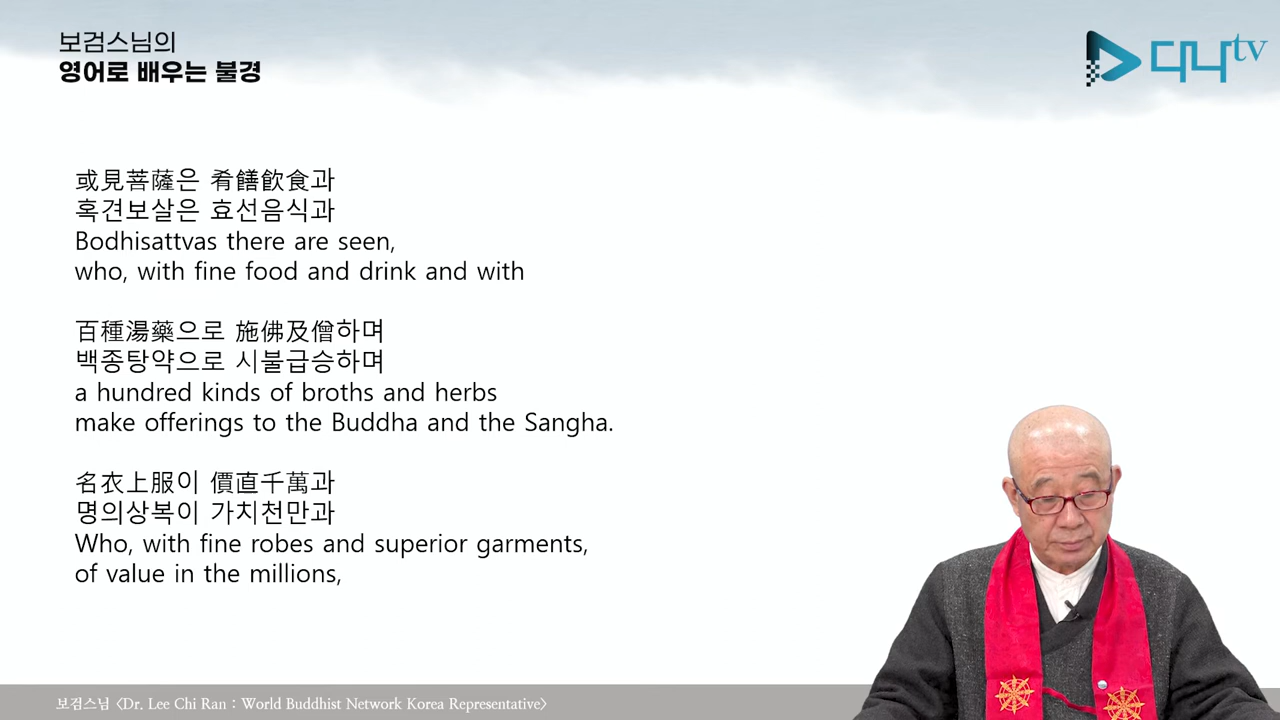 보검스님의
영어로 배우는 불경
다나tv
或見菩薩은 肴饍飮食과
혹견보살은 효선음식과
Bodhisattvas there are seen,
who, with fine food and drink and with
百種湯藥으로 施佛及僧하며
백종탕약으로 시불급승하며
a hundred kinds of broths and herbs
make offerings to the Buddha and the Sangha.
名衣上服이 價直千萬과
명의상복이 가치천만과
Who, with fine robes and superior garments,
of value in the millions,
보검스님 〈Dr. Lee Chi Ran : World Buddhist Network Korea Representative〉